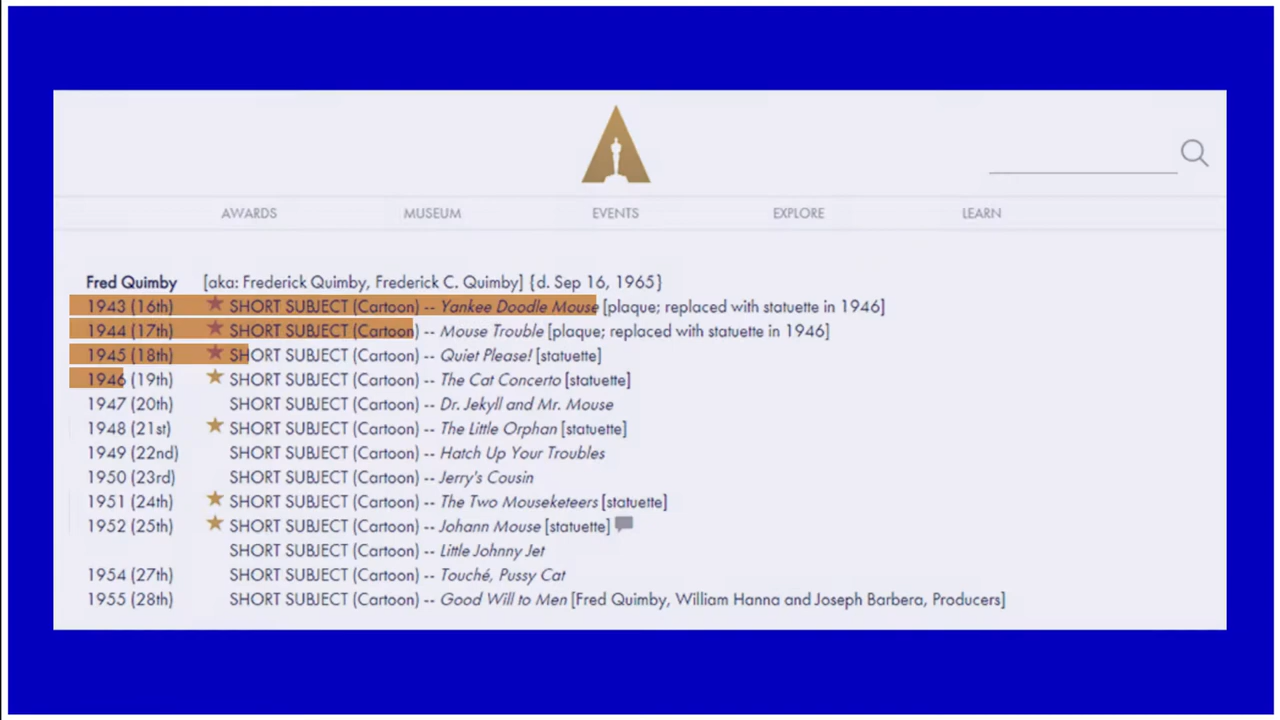 AWARDS MUSEUM EVENTS EXPLORE LEARN
Fred Quimby [aka: Frederick Quimby, Frederick C. Quimby] {d. Sep 16, 1965}
1943 (16th) SHORT SUBJECT (Cartoon) -- Yankee Doodle Mouse [plaque; replaced with statuette in 1946]
1944 (17th) SHORT SUBJECT (Cartoon) -- Mouse Trouble [plaque; replaced with statuette in 1946]
1945 (18th) SHORT SUBJECT (Cartoon) -- Quiet Please! [statuette]
1946 (19th) SHORT SUBJECT (Cartoon) -- The Cat Concerto [statuette]
1947 (20th) SHORT SUBJECT (Cartoon) -- Dr. Jekyll and Mr. Mouse
1948 (21st) SHORT SUBJECT (Cartoon) -- The Little Orphan [statuette]
1949 (22nd) SHORT SUBJECT (Cartoon) -- Hatch Up Your Troubles
1950 (23rd) SHORT SUBJECT (Cartoon) -- Jerry's Cousin
1951 (24th) SHORT SUBJECT (Cartoon) -- The Two Mouseketeers [statuette]
1952 (25th) SHORT SUBJECT (Cartoon) -- Johann Mouse [statuette]
SHORT SUBJECT (Cartoon) -- Little Johnny Jet
1954 (27th) SHORT SUBJECT (Cartoon) -- Touché, Pussy Cat
1955 (28th) SHORT SUBJECT (Cartoon) -- Good Will to Men [Fred Quimby, William Hanna and Joseph Barbera, Producers]